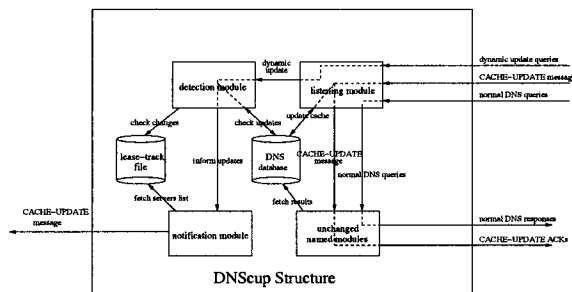 dynamic
update
dynamic update queries
CACHE-UPDATE messag
normal DNS queries
detection module
listening module
check changes
check updates
update cache
lease-track
file
inform updates
DNS
database
CACHE-UPDATE
message
normal DNS queries
fetch servers list
fetch results
CACHE-UPDATE
message
notification module
unchanged
named modules
normal DNS responses
CACHE-UPDATE ACKs
DNScup Structure